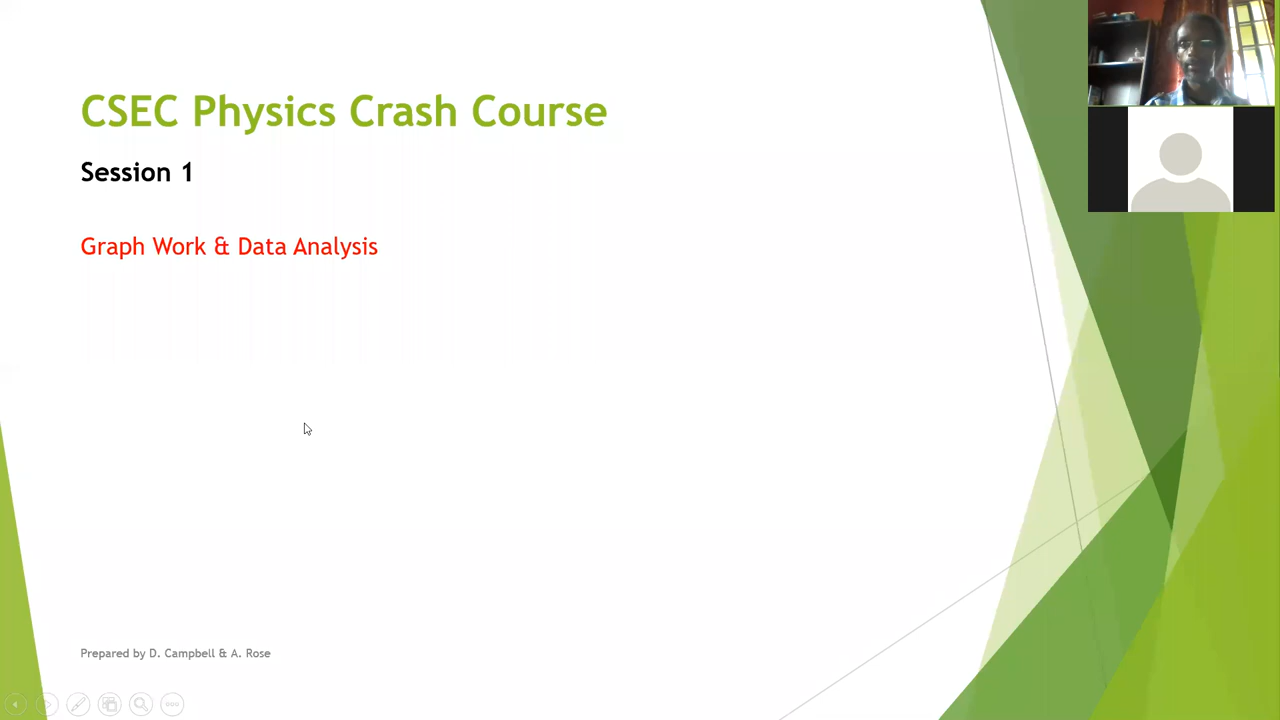 CSEC Physics Crash Course
Session 1
Graph Work & Data Analysis
Prepared by D. Campbell & A. Rose